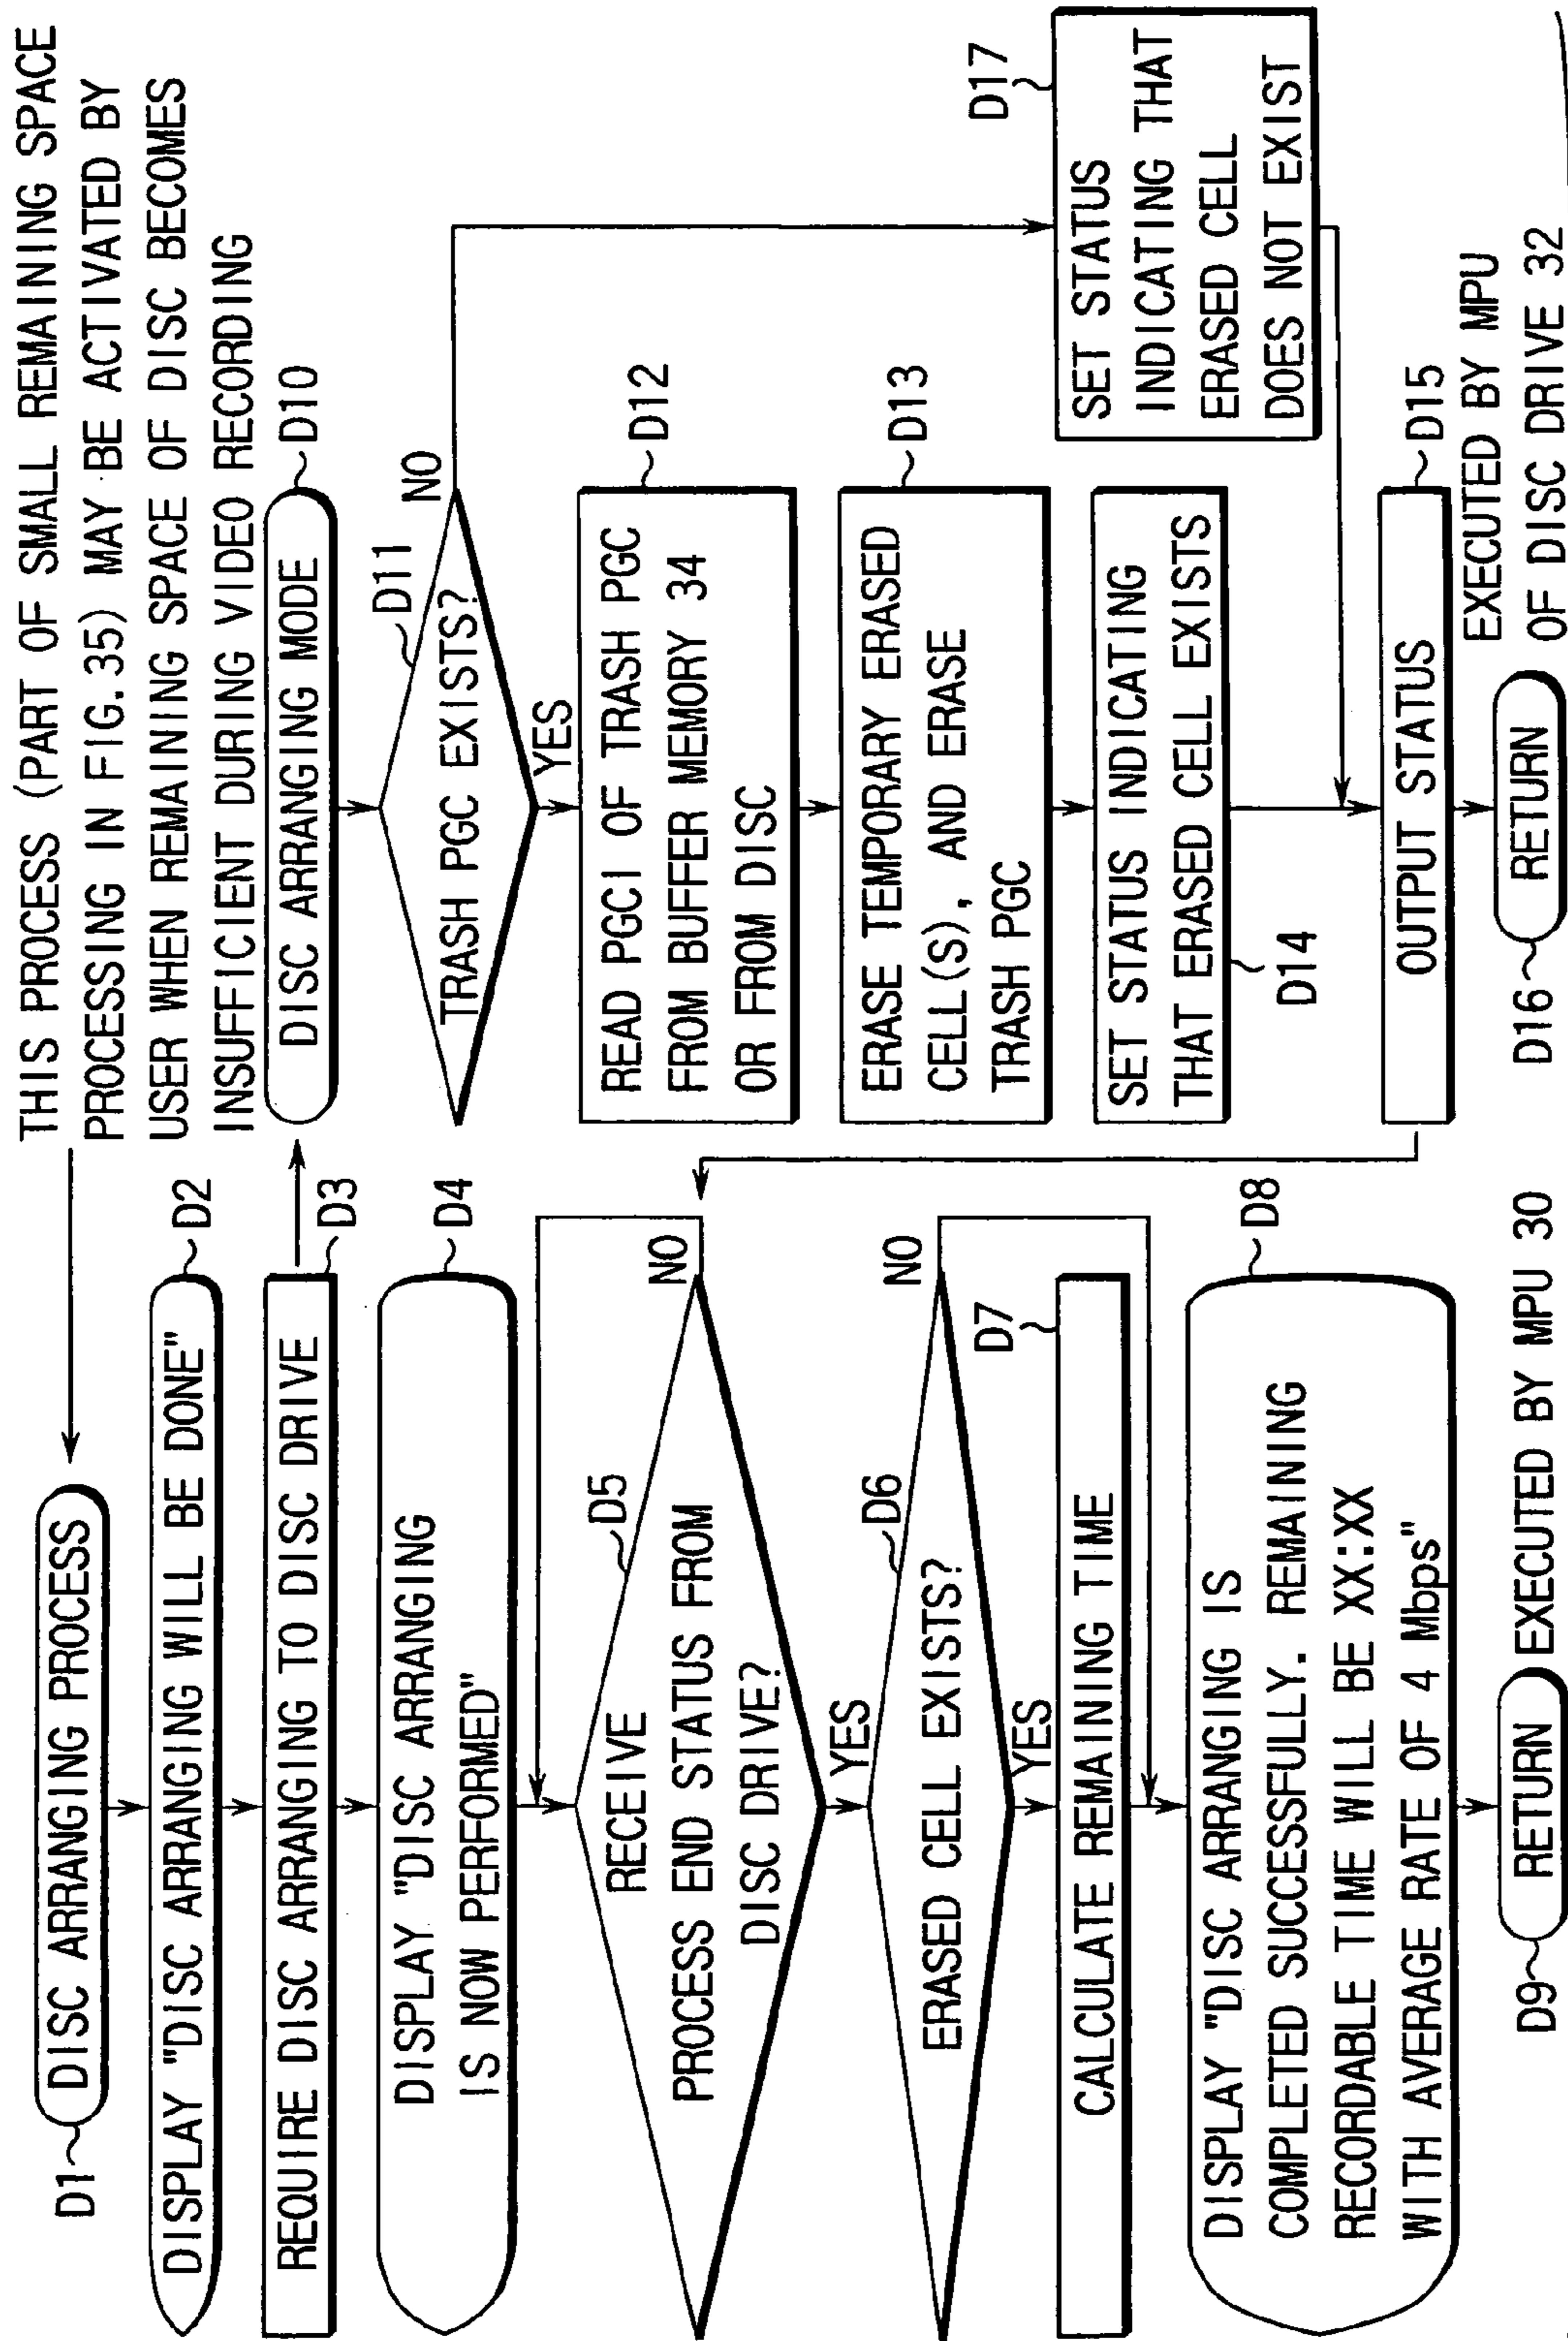 THIS PROCESS (PART OF SMALL REMAINING SPACE
PROCESSING IN FIG.35) MAY BE ACTIVATED BY
USER WHEN REMAINING SPACE OF DISC BECOMES
INSUFFICIENT DURING VIDEO RECORDING
D1
DISC ARRANGING PROCESS
DISPLAY "DISC ARRANGING WILL BE DONE"
D2
REQUIRE DISC ARRANGING TO DISC DRIVE
D3
DISPLAY "DISC ARRANGING
IS NOW PERFORMED"
D4
D5
RECEIVE
PROCESS END STATUS FROM
DISC DRIVE?
NO
YES
D6
ERASED CELL EXISTS?
NO
YES
D7
CALCULATE REMAINING TIME
DISPLAY "DISC ARRANGING IS
COMPLETED SUCCESSFULLY. REMAINING
RECORDABLE TIME WILL BE XX:XX
WITH AVERAGE RATE OF 4 Mbps"
D8
D9
RETURN
EXECUTED BY MPU 30
DISC ARRANGING MODE
D10
D11
TRASH PGC EXISTS?
NO
YES
READ PGCI OF TRASH PGC
FROM BUFFER MEMORY 34
OR FROM DISC
D12
ERASE TEMPORARY ERASED
CELL(S), AND ERASE
TRASH PGC
D13
SET STATUS INDICATING
THAT ERASED CELL EXISTS
D14
D17
SET STATUS
INDICATING THAT
ERASED CELL
DOES NOT EXIST
OUTPUT STATUS
D15
D16
RETURN
EXECUTED BY MPU
OF DISC DRIVE 32